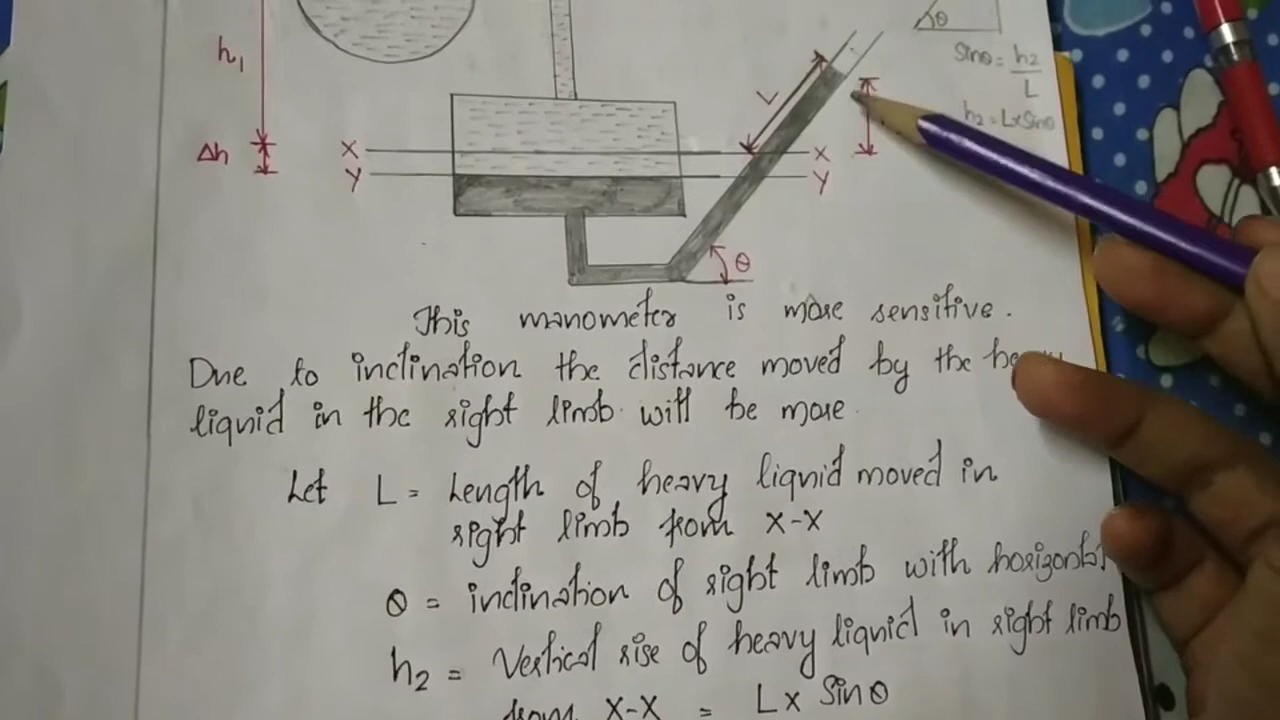 h₁
θ
Sinθ = h₂/L
h₂ = L×Sinθ
L
Δh
X X
Y Y
θ
This manometer is more sensitive.
Due to inclination the distance moved by the
liquid in the right limb will be more.
Let L = Length of heavy liquid moved in
right limb from X-X
θ = inclination of right limb with horizontal
h₂ = Vertical rise of heavy liquid in right limb
from X-X = L× Sinθ